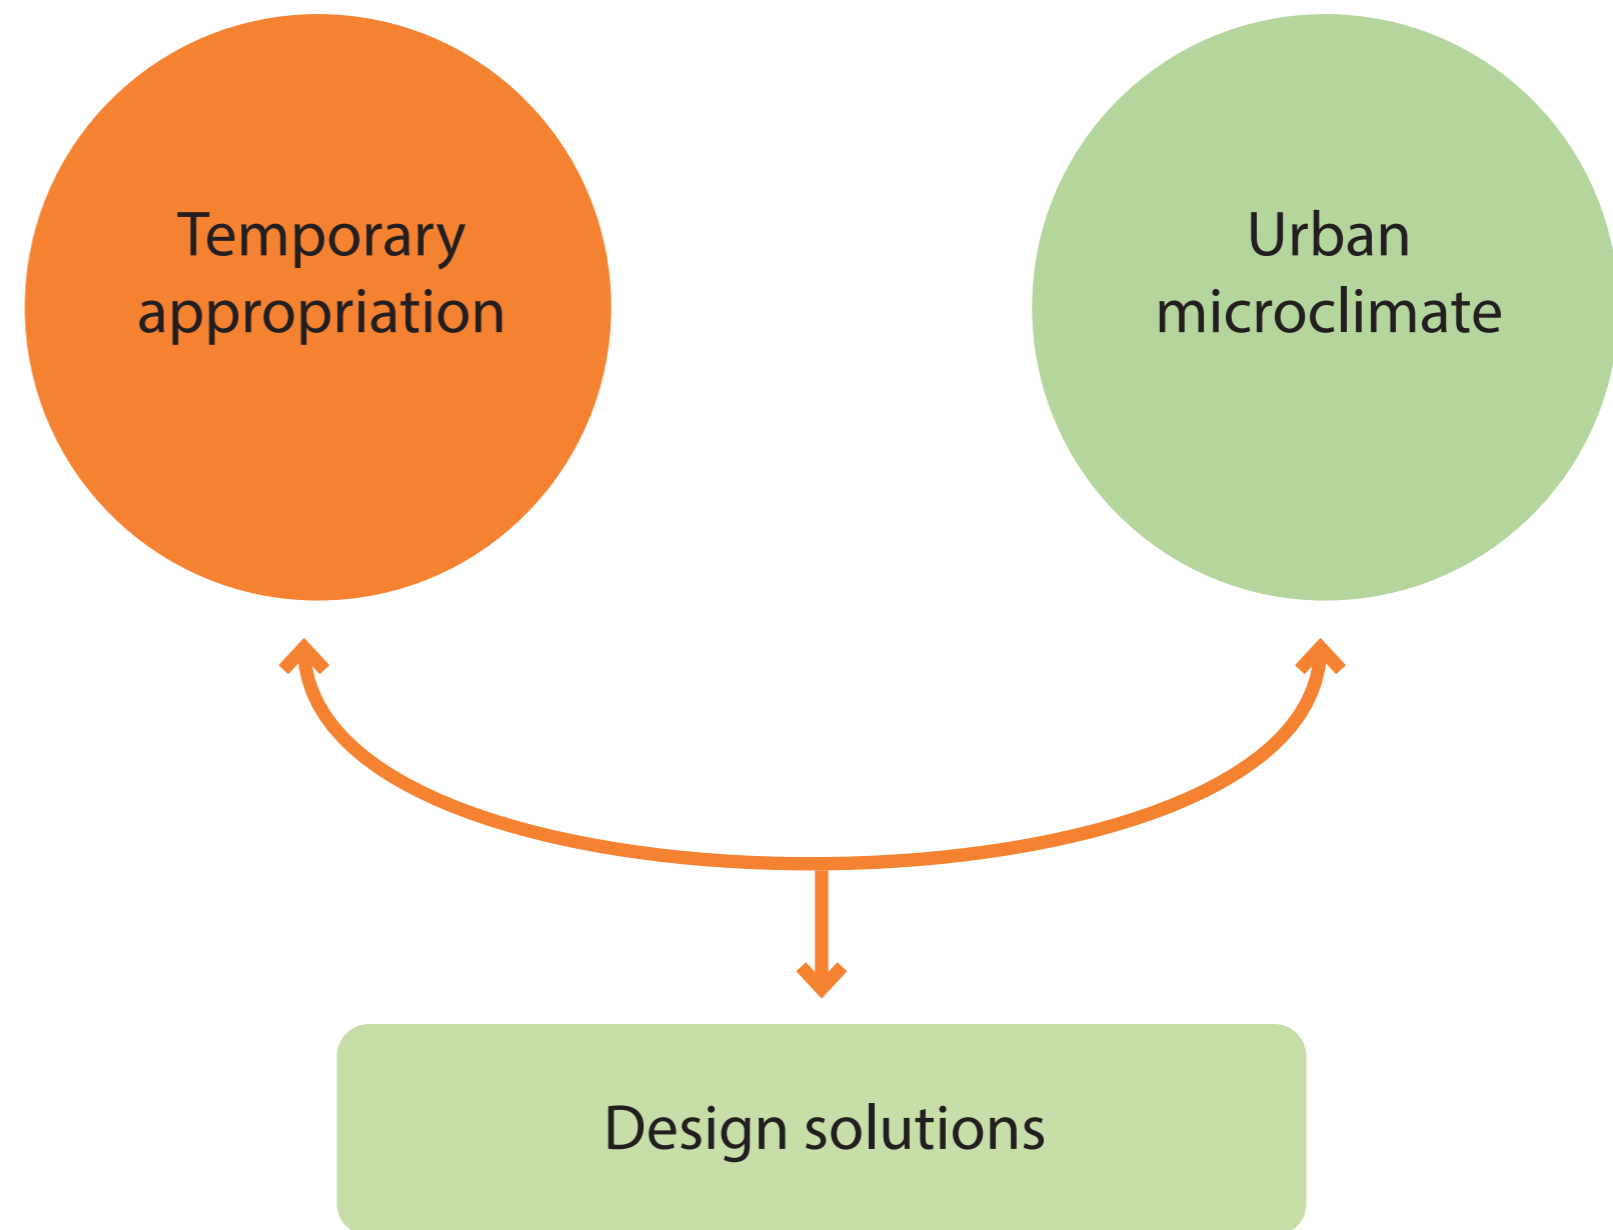 Temporary
appropriation
Urban
microclimate
Design solutions